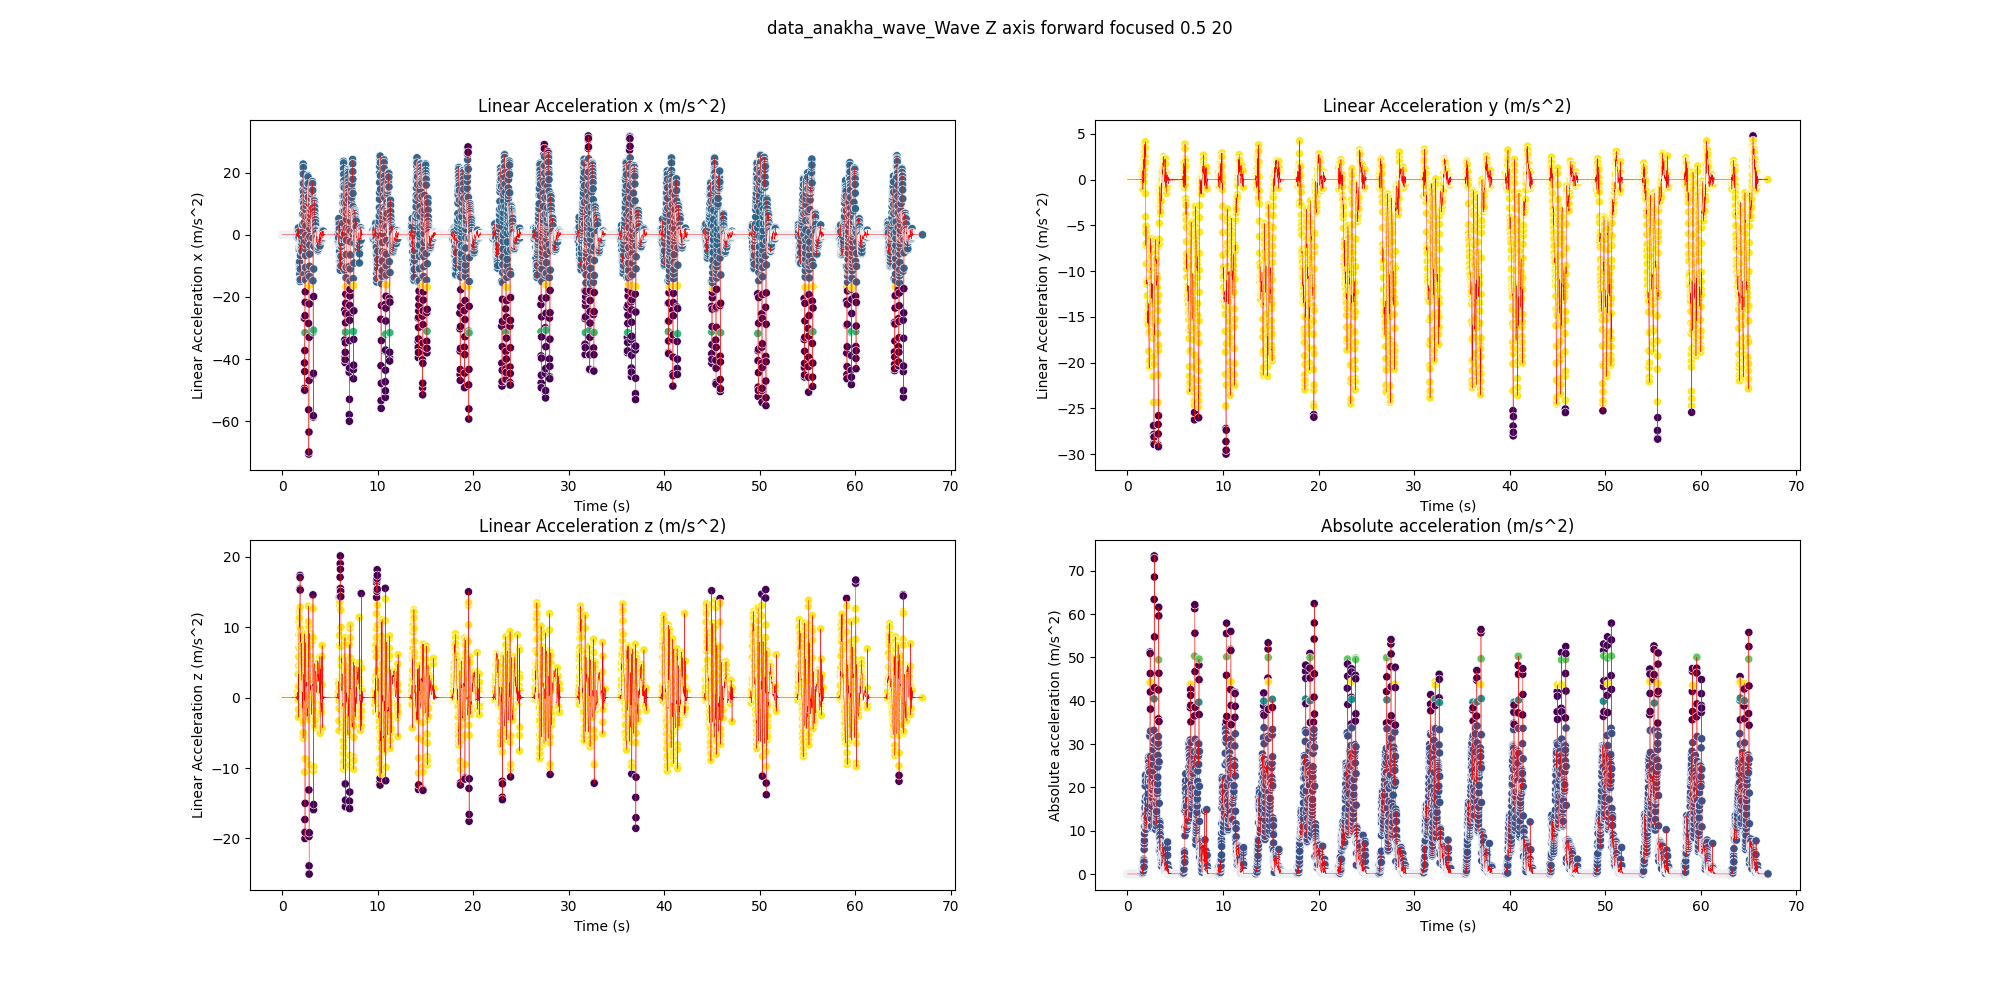 data_anakha_wave_Wave Z axis forward focused 0.5 20
Linear Acceleration x (m/s^2)
Linear Acceleration x (m/s^2)
20
0
−20
−40
−60
0 10 20 30 40 50 60 70
Time (s)
Linear Acceleration y (m/s^2)
Linear Acceleration y (m/s^2)
5
0
−5
−10
−15
−20
−25
−30
0 10 20 30 40 50 60 70
Time (s)
Linear Acceleration z (m/s^2)
Linear Acceleration z (m/s^2)
20
10
0
−10
−20
0 10 20 30 40 50 60 70
Time (s)
Absolute acceleration (m/s^2)
Absolute acceleration (m/s^2)
70
60
50
40
30
20
10
0
0 10 20 30 40 50 60 70
Time (s)